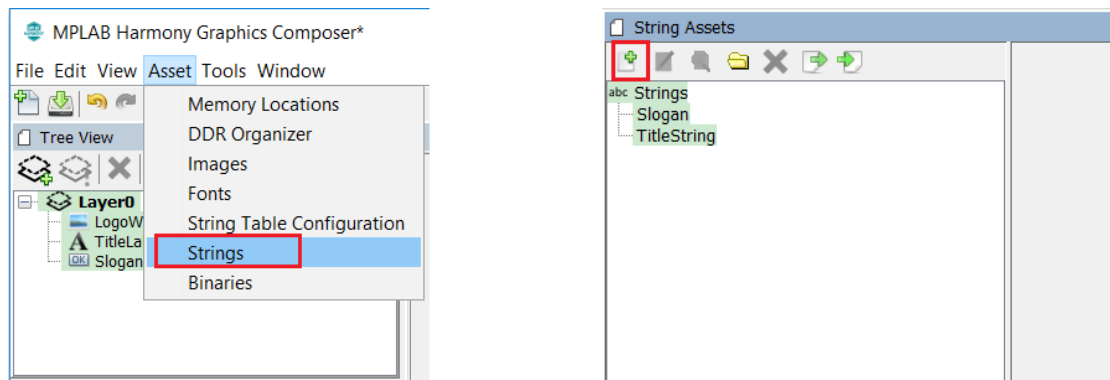 MPLAB Harmony Graphics Composer*
File Edit View Asset Tools Window
Memory Locations
DDR Organizer
Images
Fonts
String Table Configuration
Strings
Binaries
Tree View
Layer0
LogoW
A TitleLa
OK Slogan
String Assets
abc Strings
Slogan
TitleString